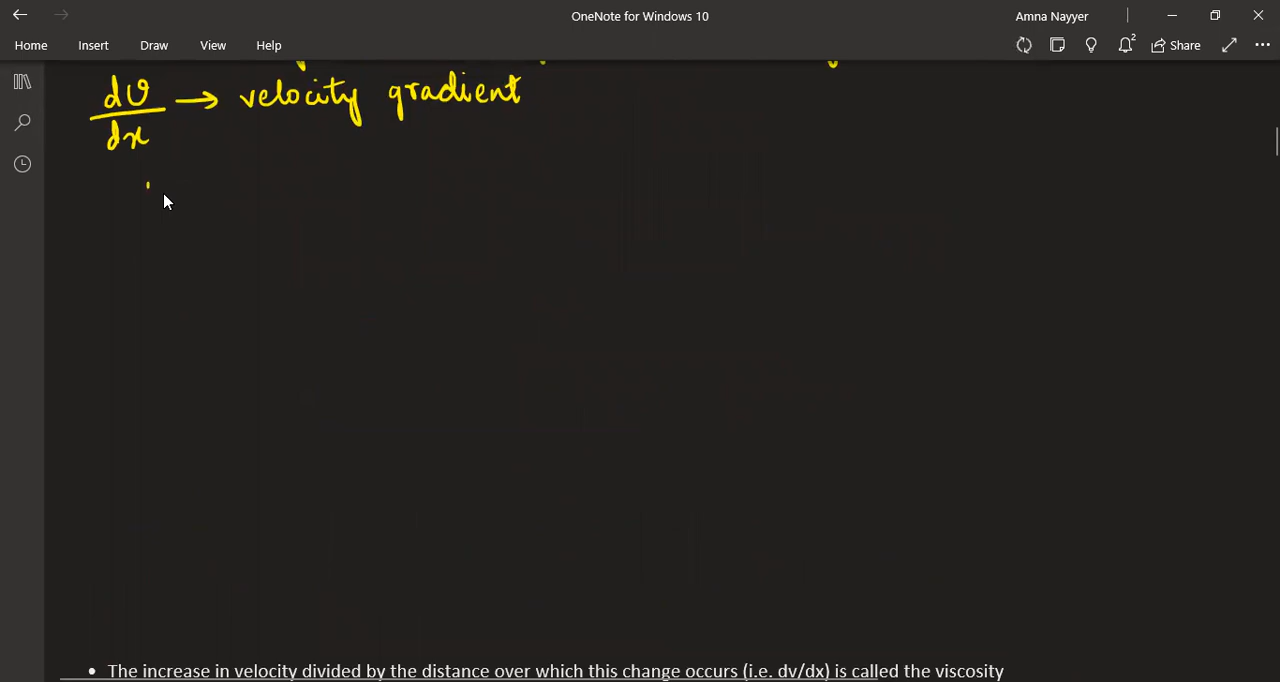 OneNote for Windows 10
Amna Nayyer
Home Insert Draw View Help
2 Share
dv
dx → velocity gradient
• The increase in velocity divided by the distance over which this change occurs (i.e. dv/dx) is called the viscosity